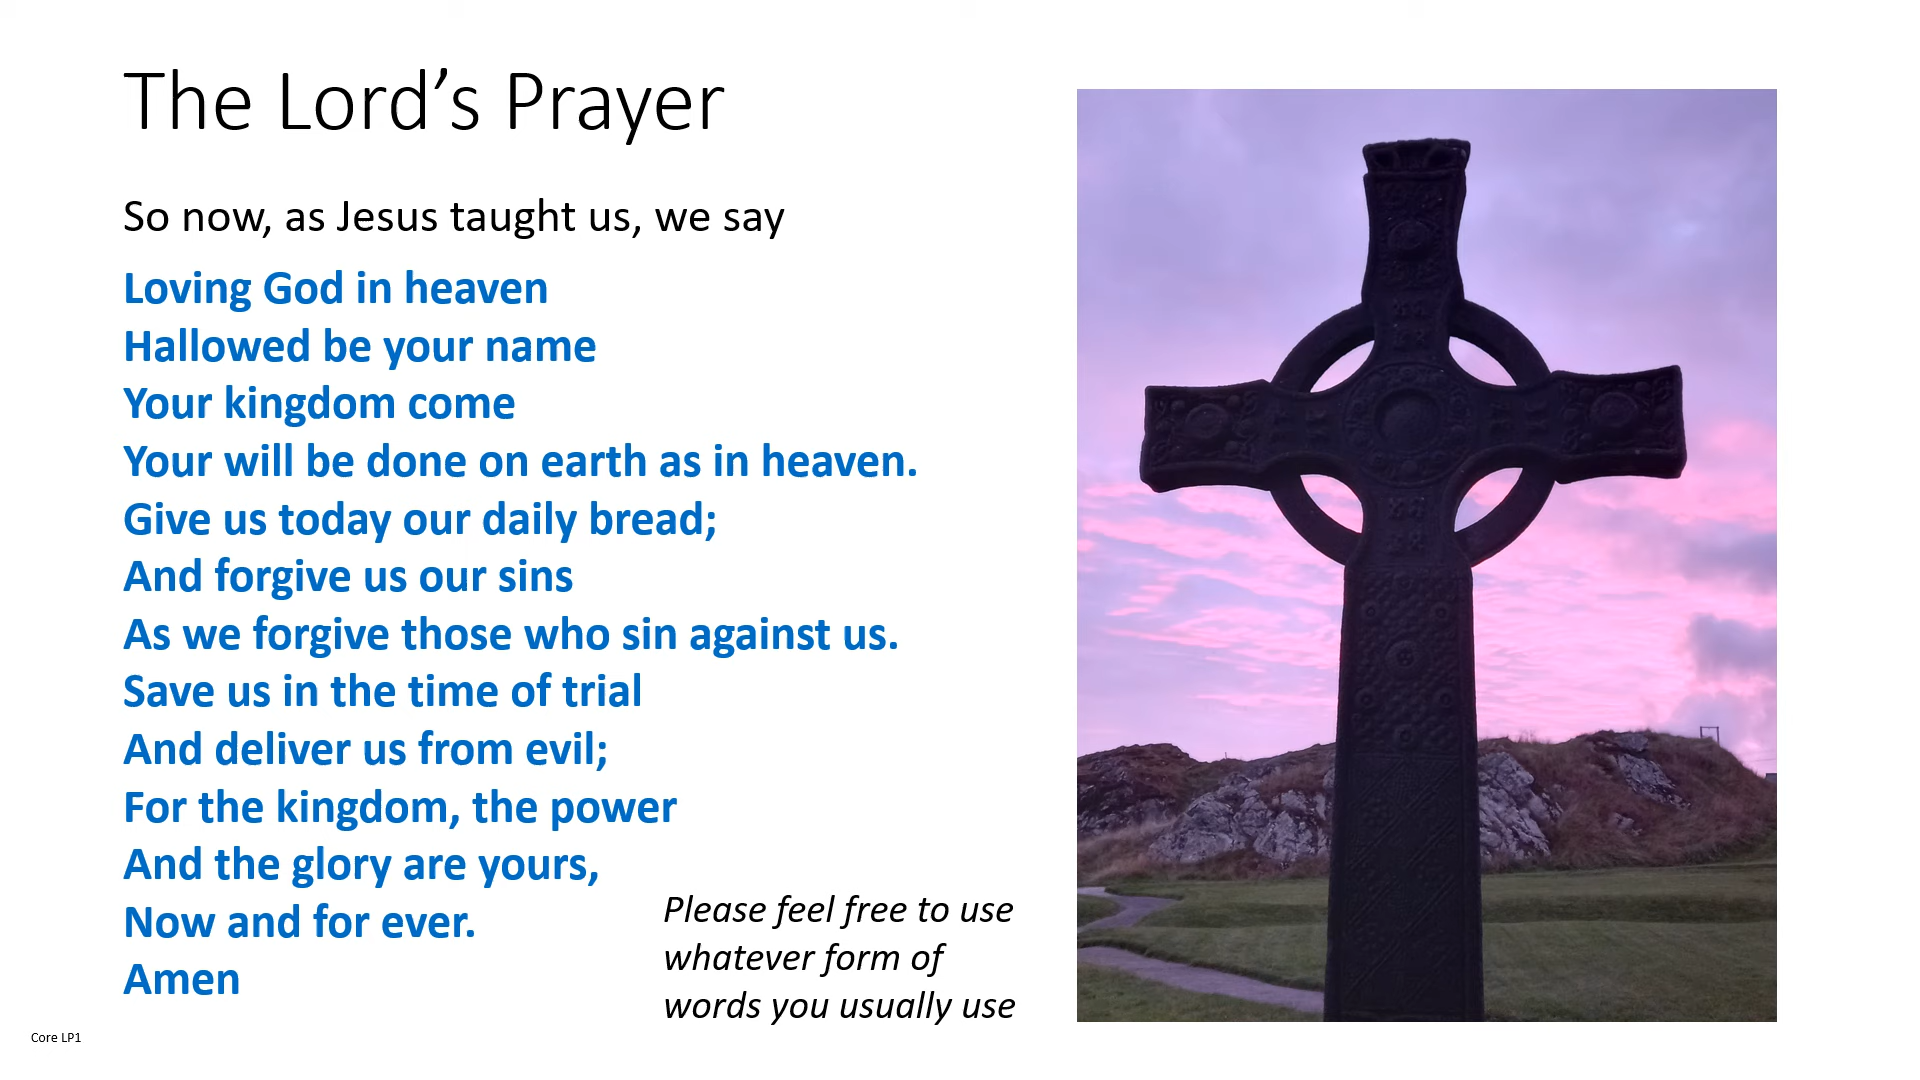 The Lord’s Prayer
So now, as Jesus taught us, we say
Loving God in heaven
Hallowed be your name
Your kingdom come
Your will be done on earth as in heaven.
Give us today our daily bread;
And forgive us our sins
As we forgive those who sin against us.
Save us in the time of trial
And deliver us from evil;
For the kingdom, the power
And the glory are yours,
Now and for ever.
Amen
Please feel free to use
whatever form of
words you usually use
Core LP1